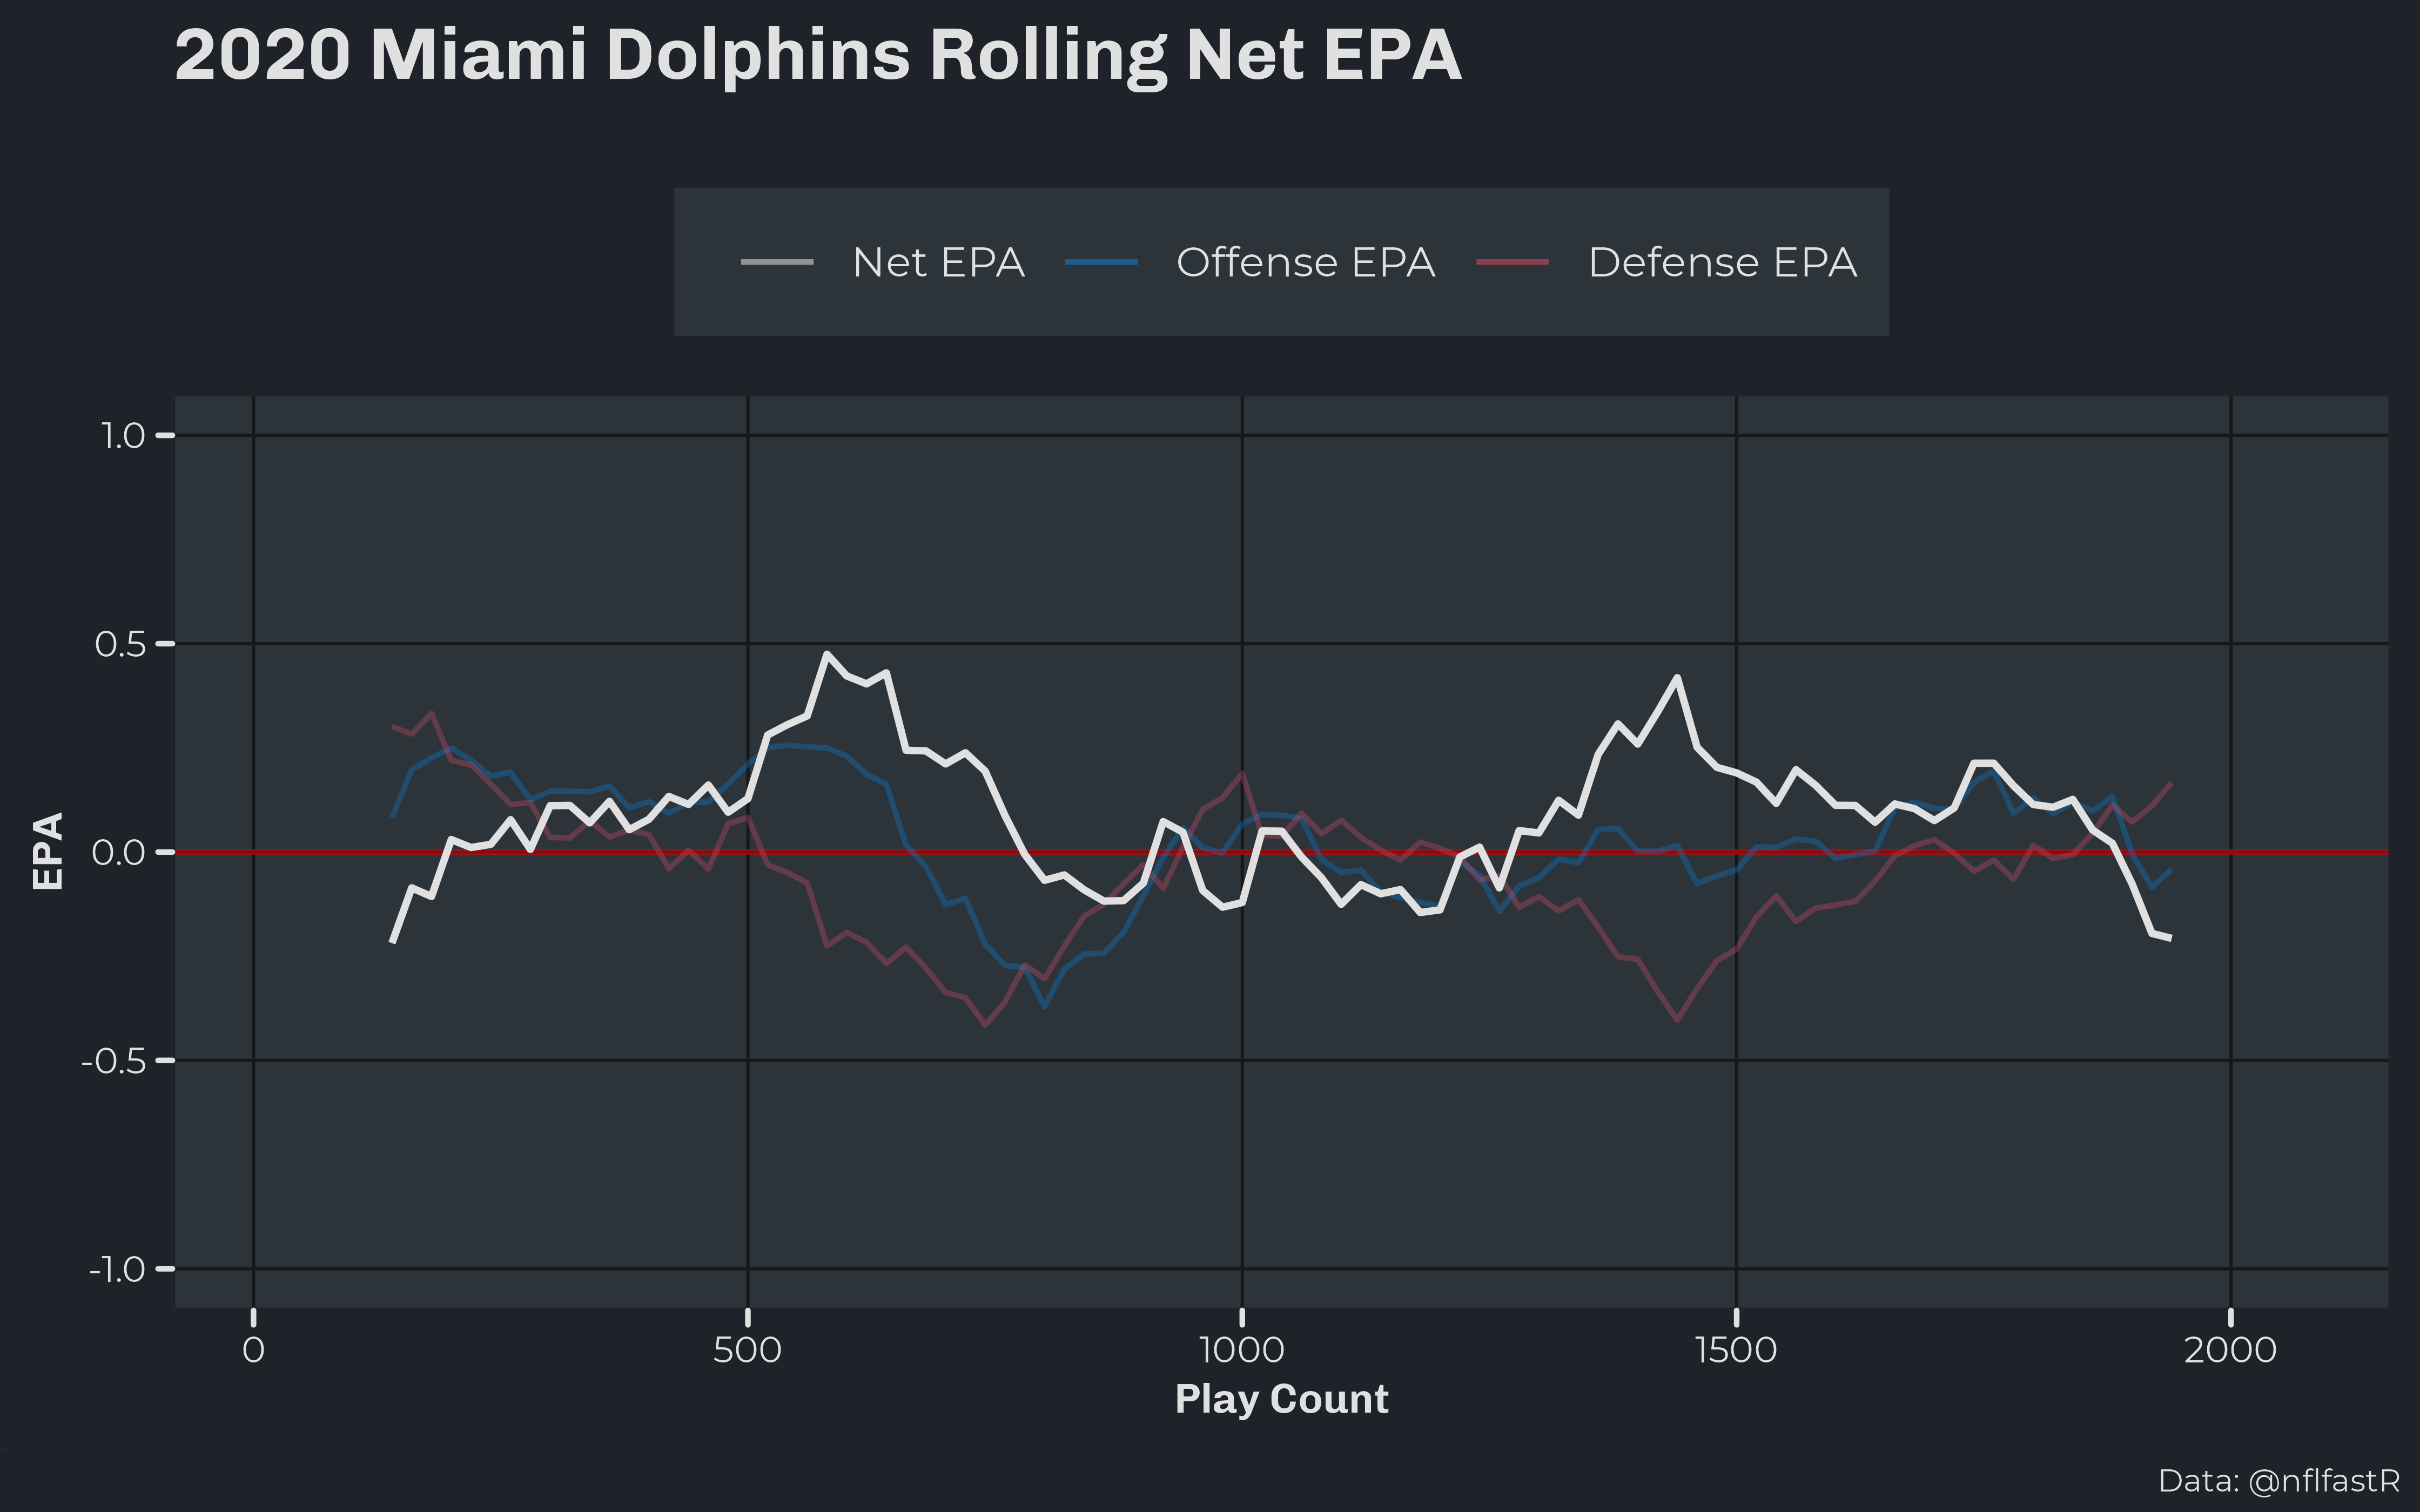 2020 Miami Dolphins Rolling Net EPA
Net EPA Offense EPA Defense EPA
1.0
0.5
0.0
-0.5
-1.0
EPA
0 500 1000 1500 2000
Play Count
Data: @nflfastR